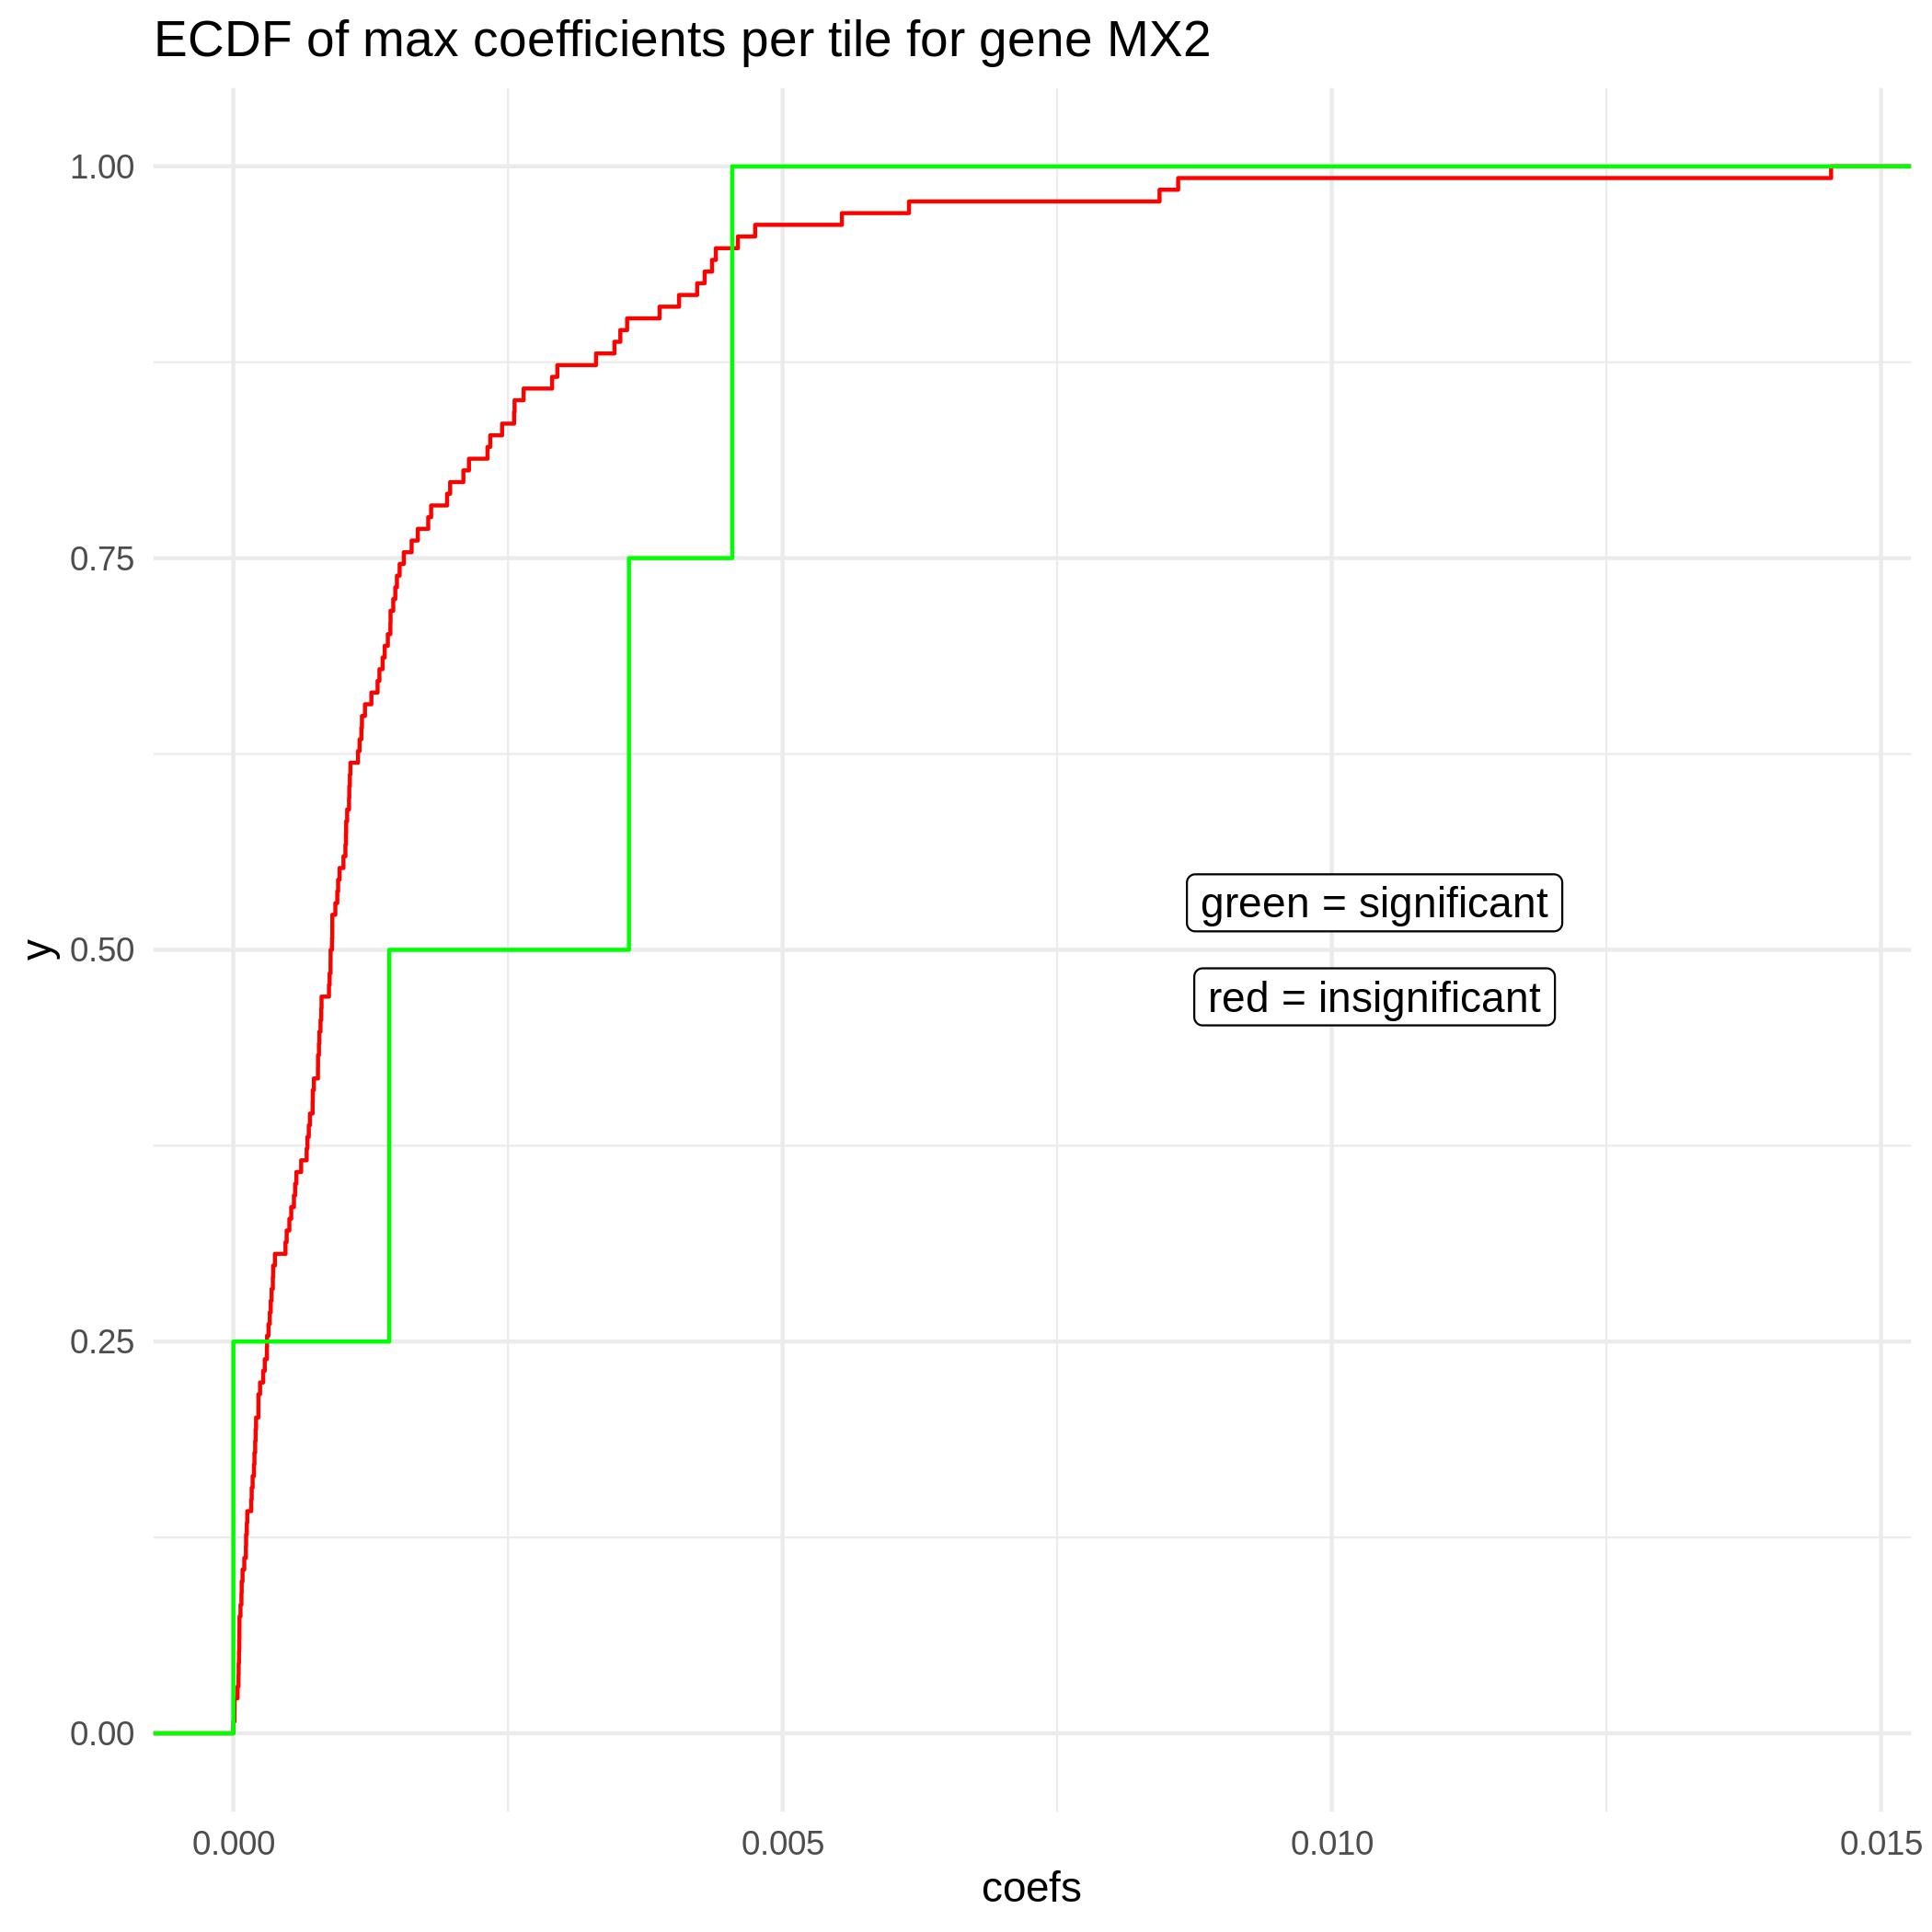 ECDF of max coefficients per tile for gene MX2
1.00
0.75
0.50
0.25
0.00
y
green = significant
red = insignificant
0.000 0.005 0.010 0.015
coefs